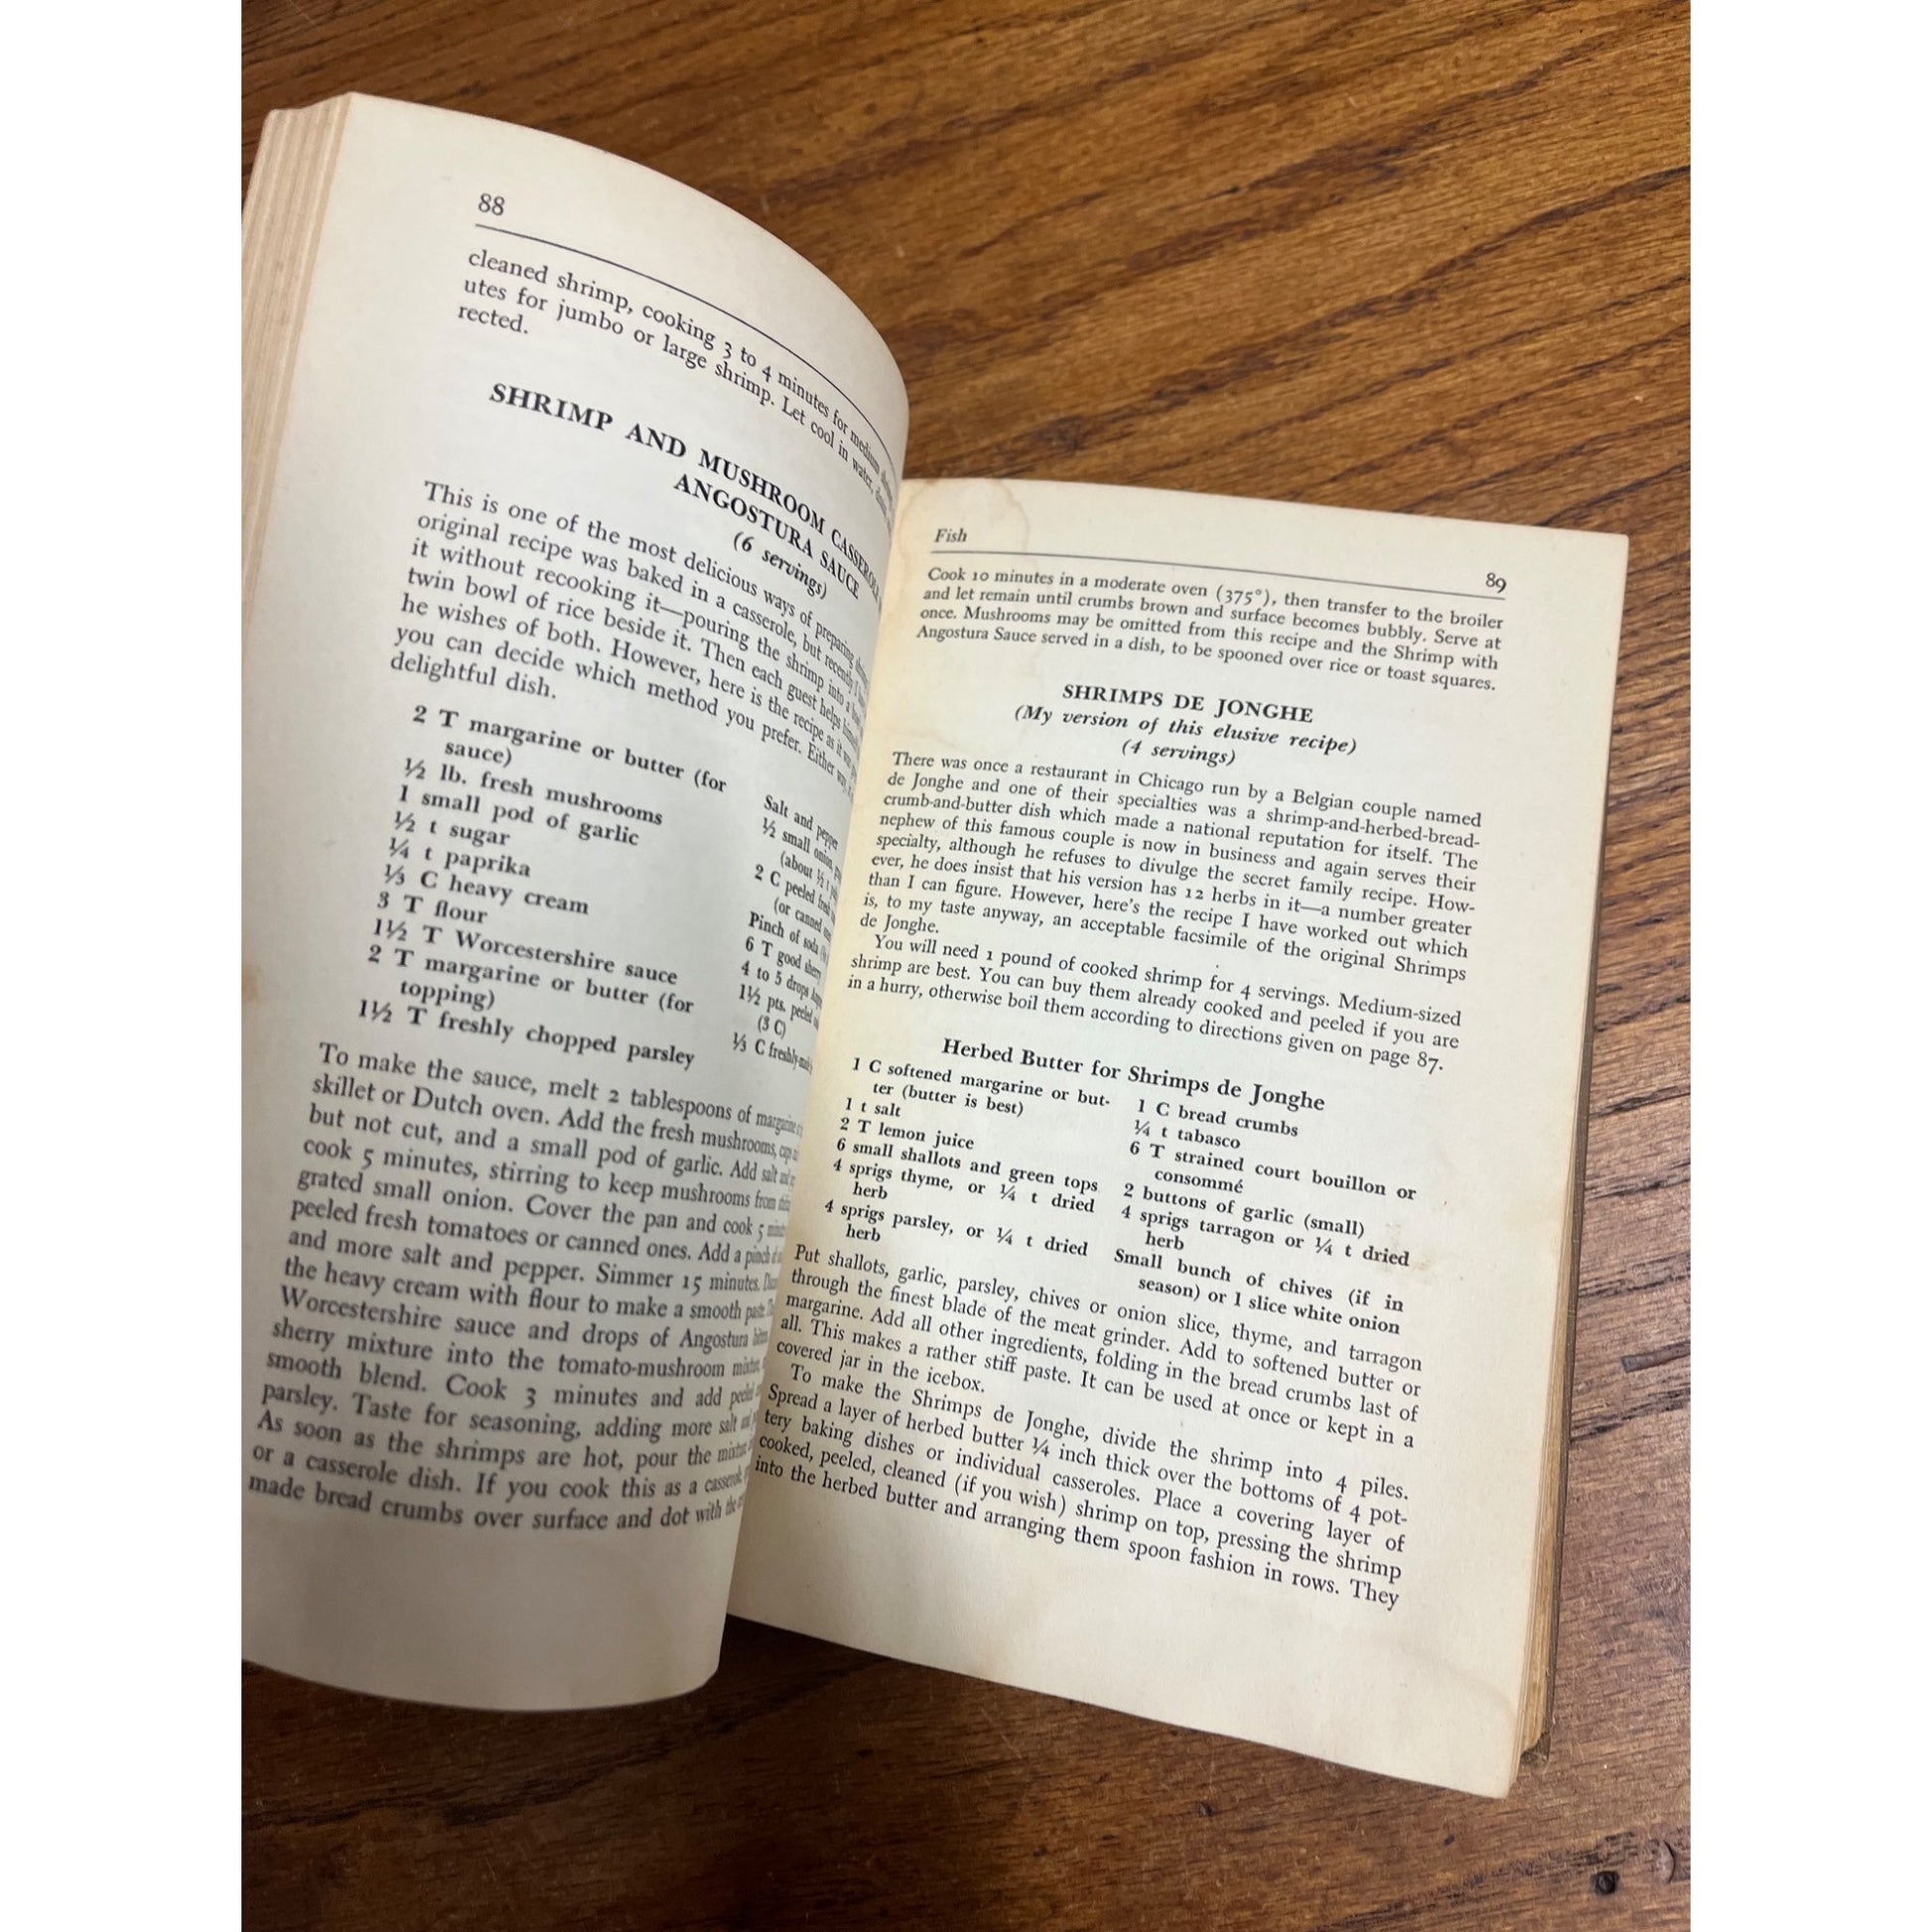 88
cleaned shrimp, cooking 3 to 4 minutes for medium
utes for jumbo or large shrimp. Let cool in water,
rected.
SHRIMP AND MUSHROOM CASSEROLE
ANGOSTURA SAUCE
(6 servings)
This is one of the most delicious ways of preparing
original recipe was baked in a casserole, but recently I
it without recooking it—pouring the shrimp into a
twin bowl of rice beside it. Then each guest helps himself
he wishes of both. However, here is the recipe as it was
you can decide which method you prefer. Either way
delightful dish.
2 T margarine or butter (for
sauce)
½ lb. fresh mushrooms
1 small pod of garlic
½ t sugar
¼ t paprika
⅓ C heavy cream
3 T flour
1½ T Worcestershire sauce
2 T margarine or butter (for
topping)
1½ T freshly chopped parsley
Salt and pepper
½ small onion,
(about ½ t
2 C peeled fresh
(or canned
Pinch of soda
6 T good sherry
4 to 5 drops
1½ pts. peeled
(3 C)
⅓ C freshly-made
To make the sauce, melt 2 tablespoons of margarine
skillet or Dutch oven. Add the fresh mushrooms, caps
but not cut, and a small pod of garlic. Add salt and
cook 5 minutes, stirring to keep mushrooms from
grated small onion. Cover the pan and cook 5
peeled fresh tomatoes or canned ones. Add a pinch of
and more salt and pepper. Simmer 15 minutes.
the heavy cream with flour to make a smooth paste.
Worcestershire sauce and drops of Angostura bitters
sherry mixture into the tomato-mushroom mixture,
smooth blend. Cook 3 minutes and add peeled
parsley. Taste for seasoning, adding more salt and
As soon as the shrimps are hot, pour the mixture
or a casserole dish. If you cook this as a casserole,
made bread crumbs over surface and dot with the
Fish 89
Cook 10 minutes in a moderate oven (375°), then transfer to the broiler
and let remain until crumbs brown and surface becomes bubbly. Serve at
once. Mushrooms may be omitted from this recipe and the Shrimp with
Angostura Sauce served in a dish, to be spooned over rice or toast squares.
SHRIMPS DE JONGHE
(My version of this elusive recipe)
(4 servings)
There was once a restaurant in Chicago run by a Belgian couple named
de Jonghe and one of their specialties was a shrimp-and-herbed-bread-
crumb-and-butter dish which made a national reputation for itself. The
nephew of this famous couple is now in business and again serves their
specialty, although he refuses to divulge the secret family recipe. How-
ever, he does insist that his version has 12 herbs in it—a number greater
than I can figure. However, here's the recipe I have worked out which
is, to my taste anyway, an acceptable facsimile of the original Shrimps
de Jonghe.
You will need 1 pound of cooked shrimp for 4 servings. Medium-sized
shrimp are best. You can buy them already cooked and peeled if you are
in a hurry, otherwise boil them according to directions given on page 87.
Herbed Butter for Shrimps de Jonghe
1 C softened margarine or but-
ter (butter is best)
1 t salt
2 T lemon juice
6 small shallots and green tops
4 sprigs thyme, or ¼ t dried
herb
4 sprigs parsley, or ¼ t dried
herb
1 C bread crumbs
¼ t tabasco
6 T strained court bouillon or
consommé
2 buttons of garlic (small)
4 sprigs tarragon or ¼ t dried
herb
Small bunch of chives (if in
season) or 1 slice white onion
Put shallots, garlic, parsley, chives or onion slice, thyme, and tarragon
through the finest blade of the meat grinder. Add to softened butter or
margarine. Add all other ingredients, folding in the bread crumbs last of
all. This makes a rather stiff paste. It can be used at once or kept in a
covered jar in the icebox.
To make the Shrimps de Jonghe, divide the shrimp into 4 piles.
Spread a layer of herbed butter ¼ inch thick over the bottoms of 4 pot-
tery baking dishes or individual casseroles. Place a covering layer of
cooked, peeled, cleaned (if you wish) shrimp on top, pressing the shrimp
into the herbed butter and arranging them spoon fashion in rows. They